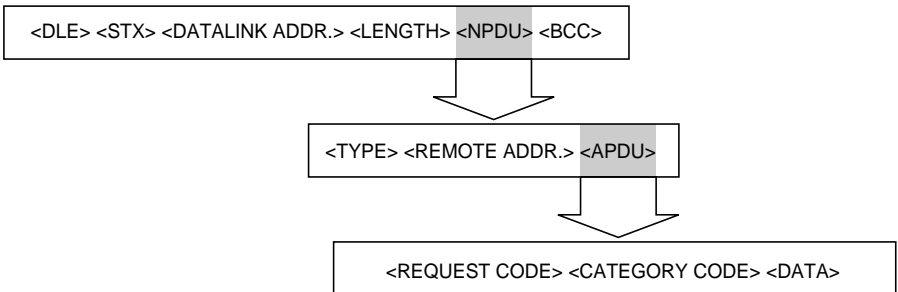 <DLE> <STX> <DATALINK ADDR.> <LENGTH> <NPDU> <BCC>
<TYPE> <REMOTE ADDR.> <APDU>
<REQUEST CODE> <CATEGORY CODE> <DATA>